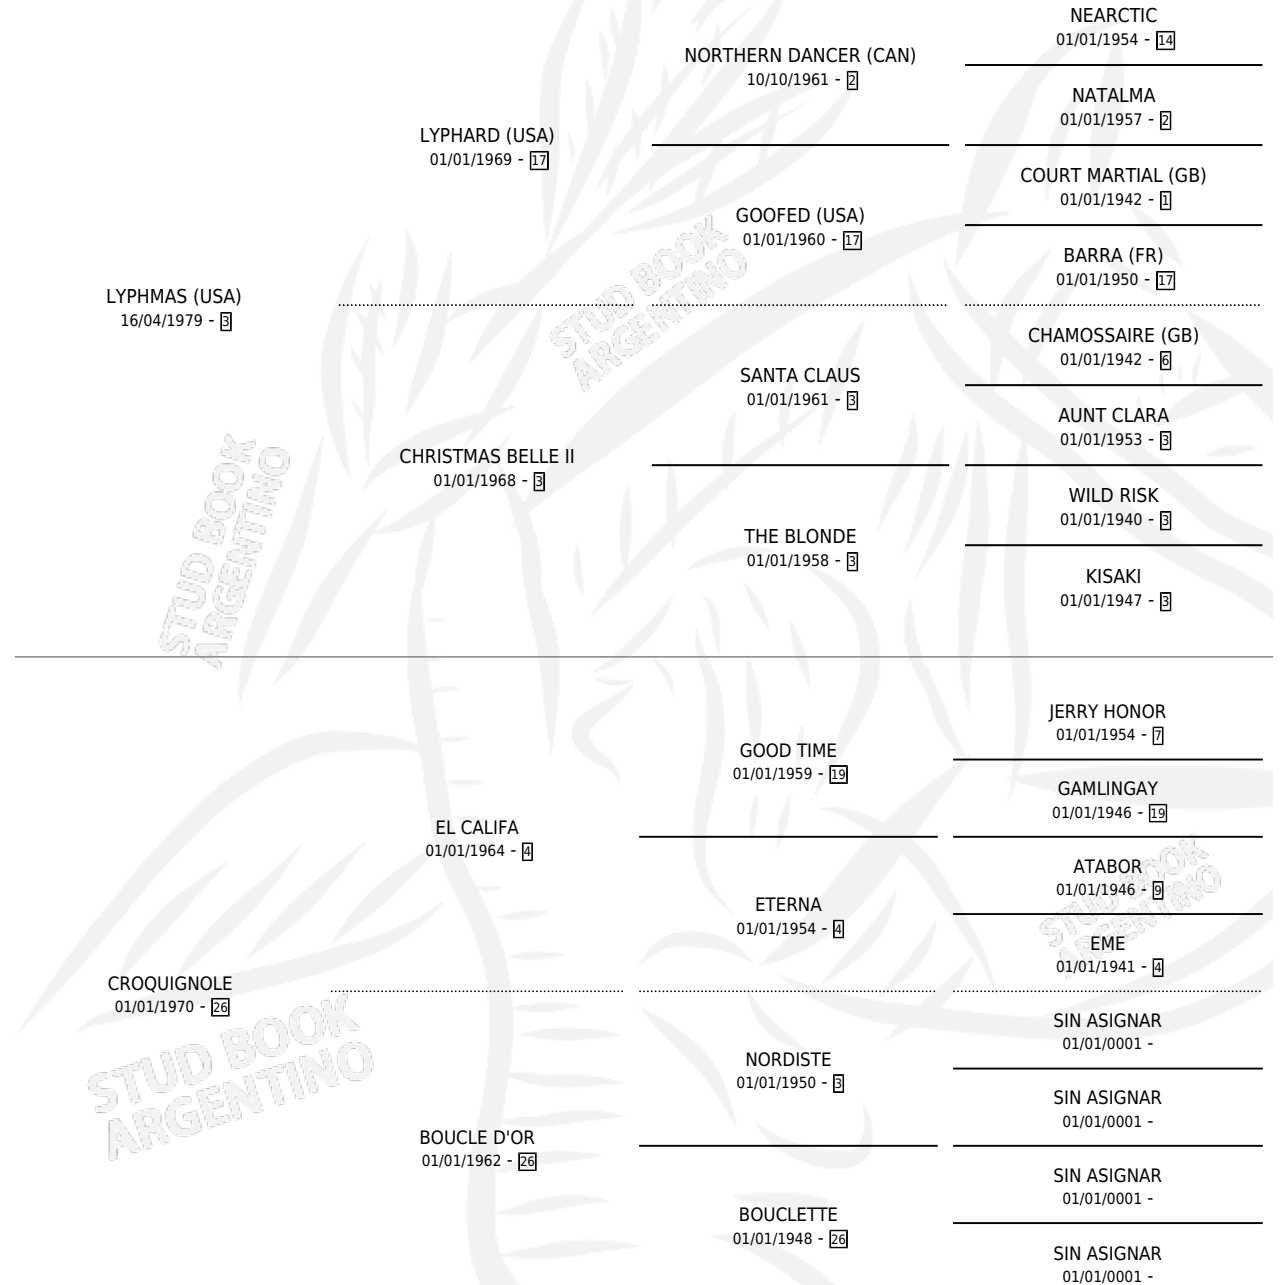 NEARCTIC
01/01/1954 - 14
NORTHERN DANCER (CAN)
10/10/1961 - 2
NATALMA
01/01/1957 - 2
LYPHARD (USA)
01/01/1969 - 17
COURT MARTIAL (GB)
01/01/1942 - 1
GOOFED (USA)
01/01/1960 - 17
BARRA (FR)
01/01/1950 - 17
LYPHMAS (USA)
16/04/1979 - 3
CHAMOSSAIRE (GB)
01/01/1942 - 6
SANTA CLAUS
01/01/1961 - 3
AUNT CLARA
01/01/1953 - 3
CHRISTMAS BELLE II
01/01/1968 - 3
WILD RISK
01/01/1940 - 3
THE BLONDE
01/01/1958 - 3
KISAKI
01/01/1947 - 3
JERRY HONOR
01/01/1954 - 7
GOOD TIME
01/01/1959 - 19
GAMLINGAY
01/01/1946 - 19
EL CALIFA
01/01/1964 - 4
ATABOR
01/01/1946 - 9
ETERNA
01/01/1954 - 4
EME
01/01/1941 - 4
CROQUIGNOLE
01/01/1970 - 26
SIN ASIGNAR
01/01/0001 -
NORDISTE
01/01/1950 - 3
SIN ASIGNAR
01/01/0001 -
BOUCLE D'OR
01/01/1962 - 26
SIN ASIGNAR
01/01/0001 -
BOUCLETTE
01/01/1948 - 26
SIN ASIGNAR
01/01/0001 -
STUD BOOK
ARGENTINO
STUD BOOK
ARGENTINO
STUD BOOK
ARGENTINO
STUD BOOK
ARGENTINO